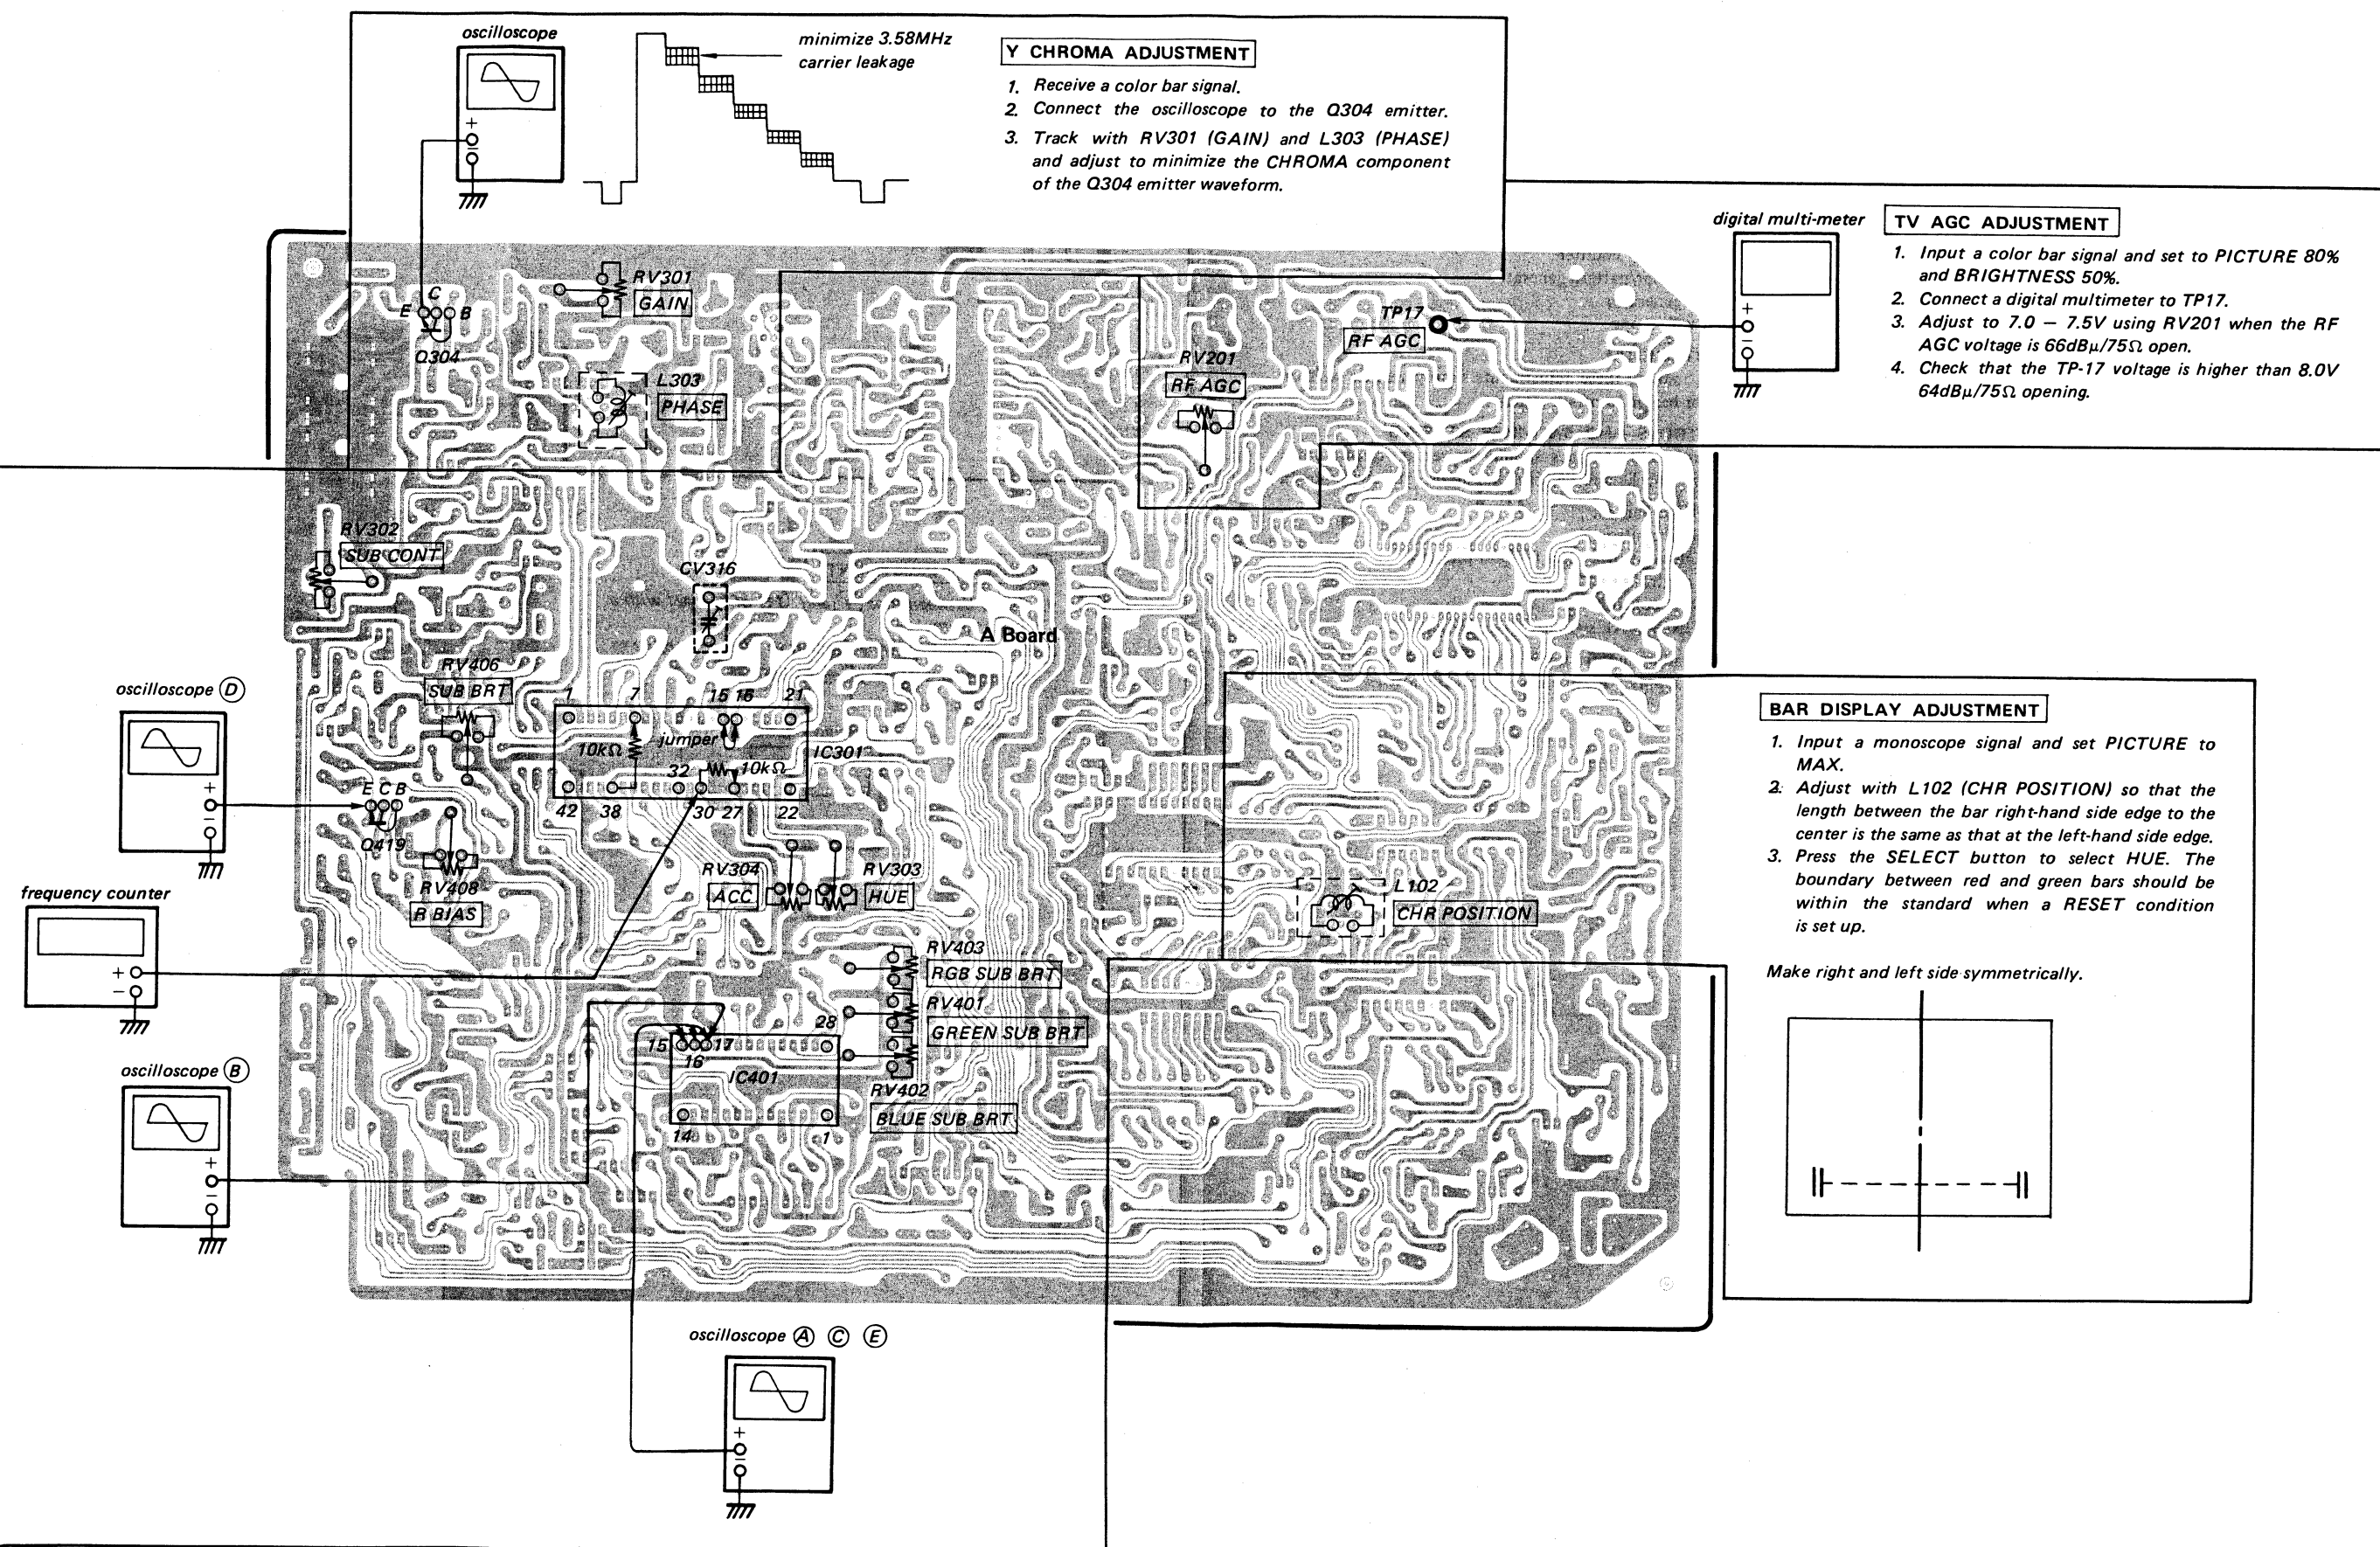 oscilloscope
+
−
minimize 3.58MHz
carrier leakage
Y CHROMA ADJUSTMENT
1. Receive a color bar signal.
2. Connect the oscilloscope to the Q304 emitter.
3. Track with RV301 (GAIN) and L303 (PHASE)
and adjust to minimize the CHROMA component
of the Q304 emitter waveform.
digital multi-meter
+
−
TV AGC ADJUSTMENT
1. Input a color bar signal and set to PICTURE 80%
and BRIGHTNESS 50%.
2. Connect a digital multimeter to TP17.
3. Adjust to 7.0 – 7.5V using RV201 when the RF
AGC voltage is 66dBμ/75Ω open.
4. Check that the TP-17 voltage is higher than 8.0V
64dBμ/75Ω opening.
RV301
GAIN
E C B
Q304
L303
PHASE
TP17
RF AGC
RV201
RF AGC
RV302
SUB CONT
CV316
A Board
RV406
SUB BRT
1 7 15 16 21
10kΩ
jumper
IC301
32
10kΩ
42 38 30 27 22
oscilloscope Ⓓ
+
−
E C B
Q419
RV408
R BIAS
RV304
ACC
RV303
HUE
frequency counter
+
−
L102
CHR POSITION
BAR DISPLAY ADJUSTMENT
1. Input a monoscope signal and set PICTURE to
MAX.
2. Adjust with L102 (CHR POSITION) so that the
length between the bar right-hand side edge to the
center is the same as that at the left-hand side edge.
3. Press the SELECT button to select HUE. The
boundary between red and green bars should be
within the standard when a RESET condition
is set up.
Make right and left side symmetrically.
RV403
RGB SUB BRT
RV401
GREEN SUB BRT
RV402
BLUE SUB BRT
28
15 16 17
IC401
14 1
oscilloscope Ⓑ
+
−
oscilloscope Ⓐ Ⓒ Ⓔ
+
−